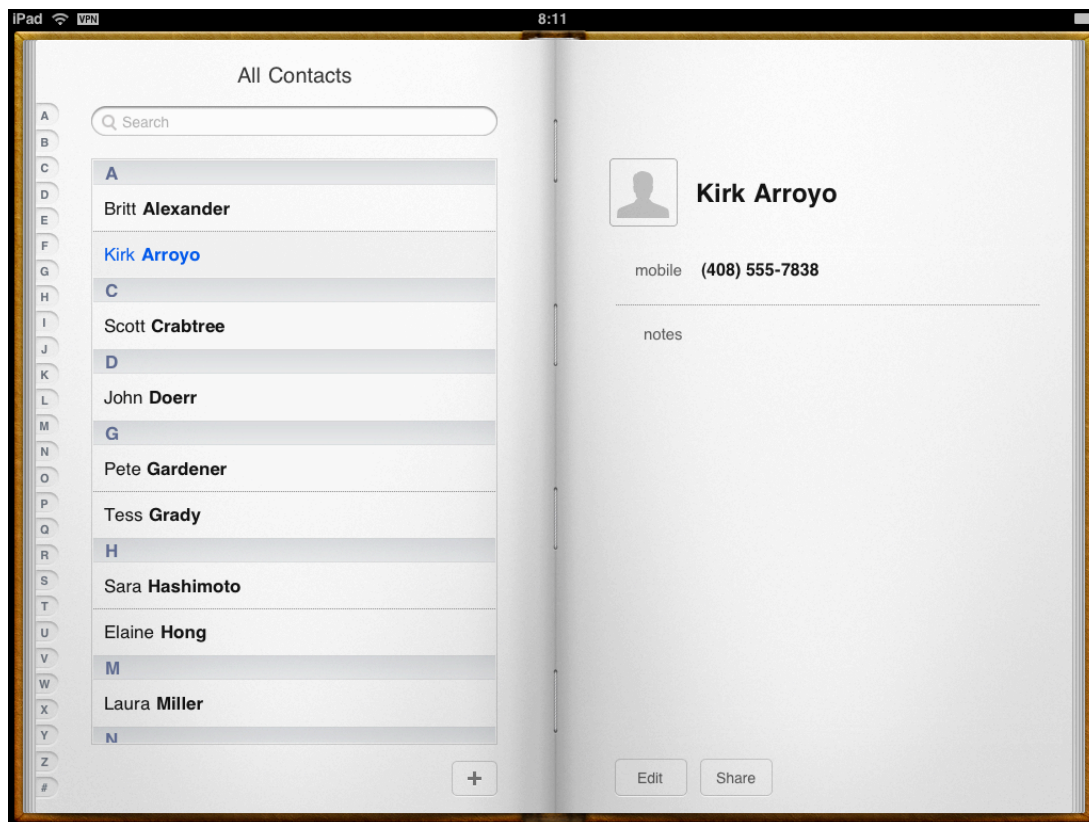 iPad VPN 8:11
All Contacts
Search
A
B
C
D
E
F
G
H
I
J
K
L
M
N
O
P
Q
R
S
T
U
V
W
X
Y
Z
#
A
Britt Alexander
Kirk Arroyo
C
Scott Crabtree
D
John Doerr
G
Pete Gardener
Tess Grady
H
Sara Hashimoto
Elaine Hong
M
Laura Miller
N
+
Kirk Arroyo
mobile (408) 555-7838
notes
Edit Share